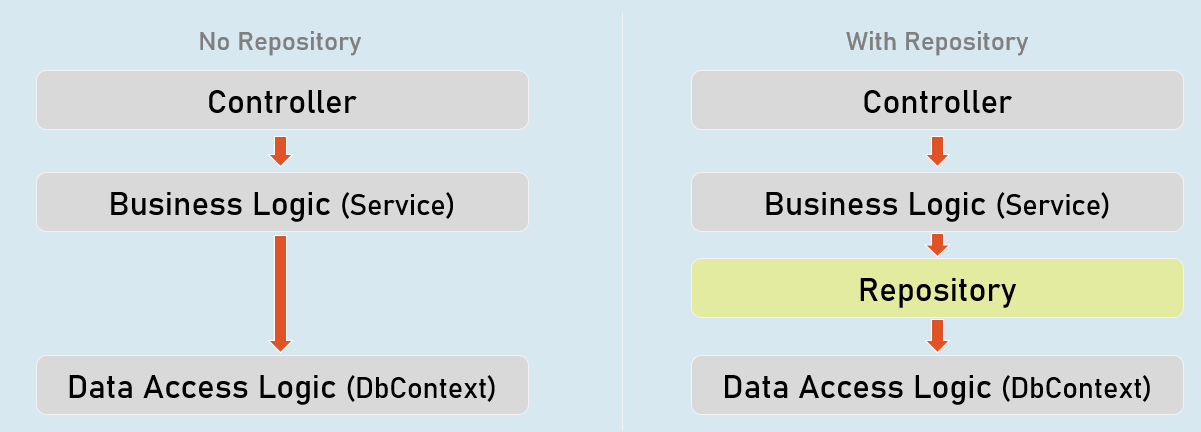 No Repository
Controller
Business Logic (Service)
Data Access Logic (DbContext)
With Repository
Controller
Business Logic (Service)
Repository
Data Access Logic (DbContext)